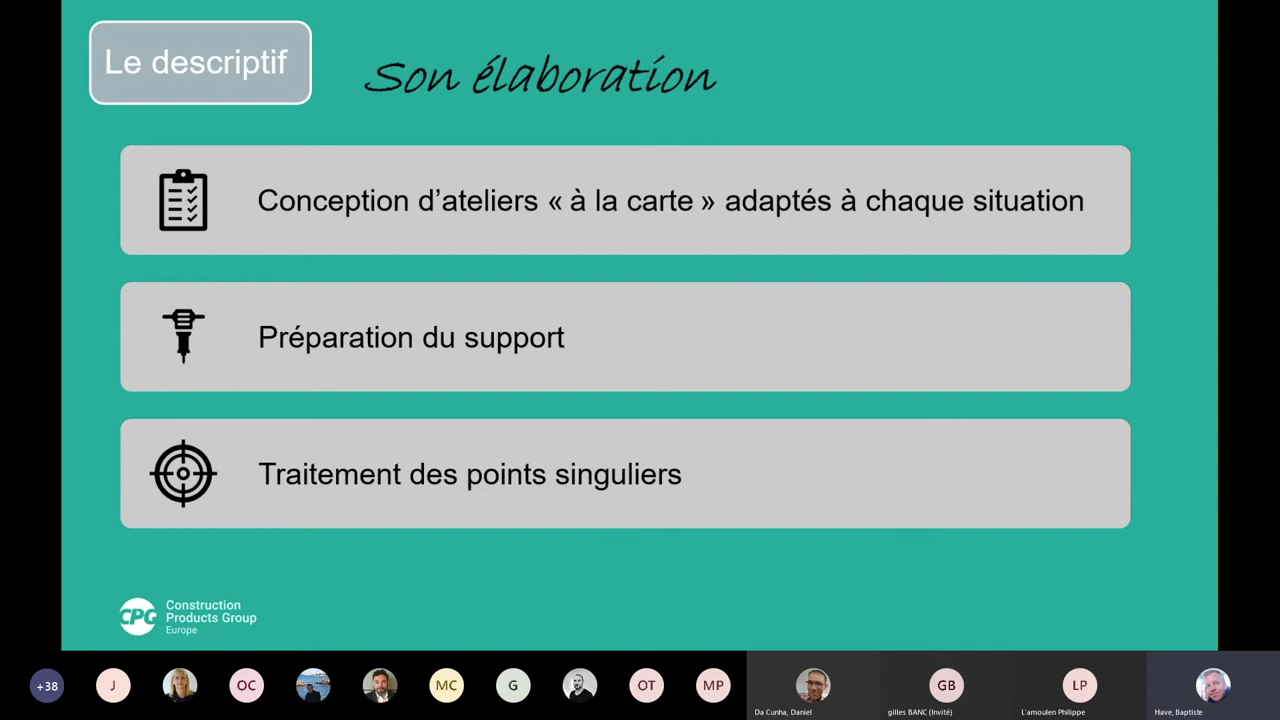 Le descriptif
Son élaboration
Conception d’ateliers « à la carte » adaptés à chaque situation
Préparation du support
Traitement des points singuliers
CPG
Construction
Products Group
Europe
+38
J
OC
MC
G
OT
MP
GB
LP
Da Cunha, Daniel
gilles BANC (Invité)
L'amoulen Philippe
Have, Baptiste